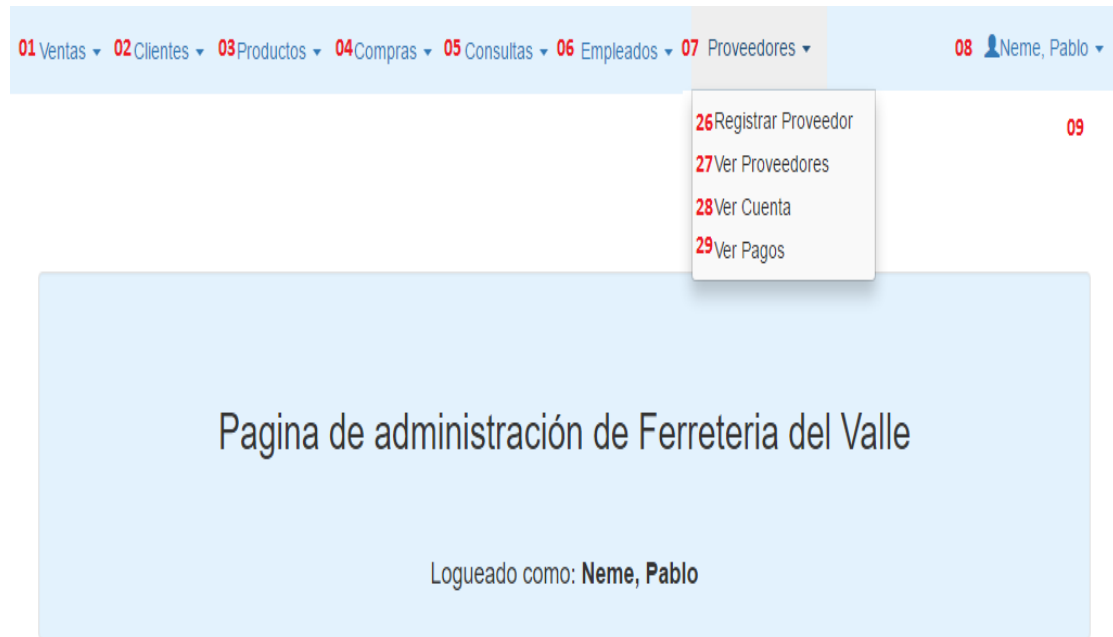 01 Ventas 02 Clientes 03 Productos 04 Compras 05 Consultas 06 Empleados 07 Proveedores 08 Neme, Pablo
26 Registrar Proveedor 09
27 Ver Proveedores
28 Ver Cuenta
29 Ver Pagos
Pagina de administración de Ferreteria del Valle
Logueado como: Neme, Pablo